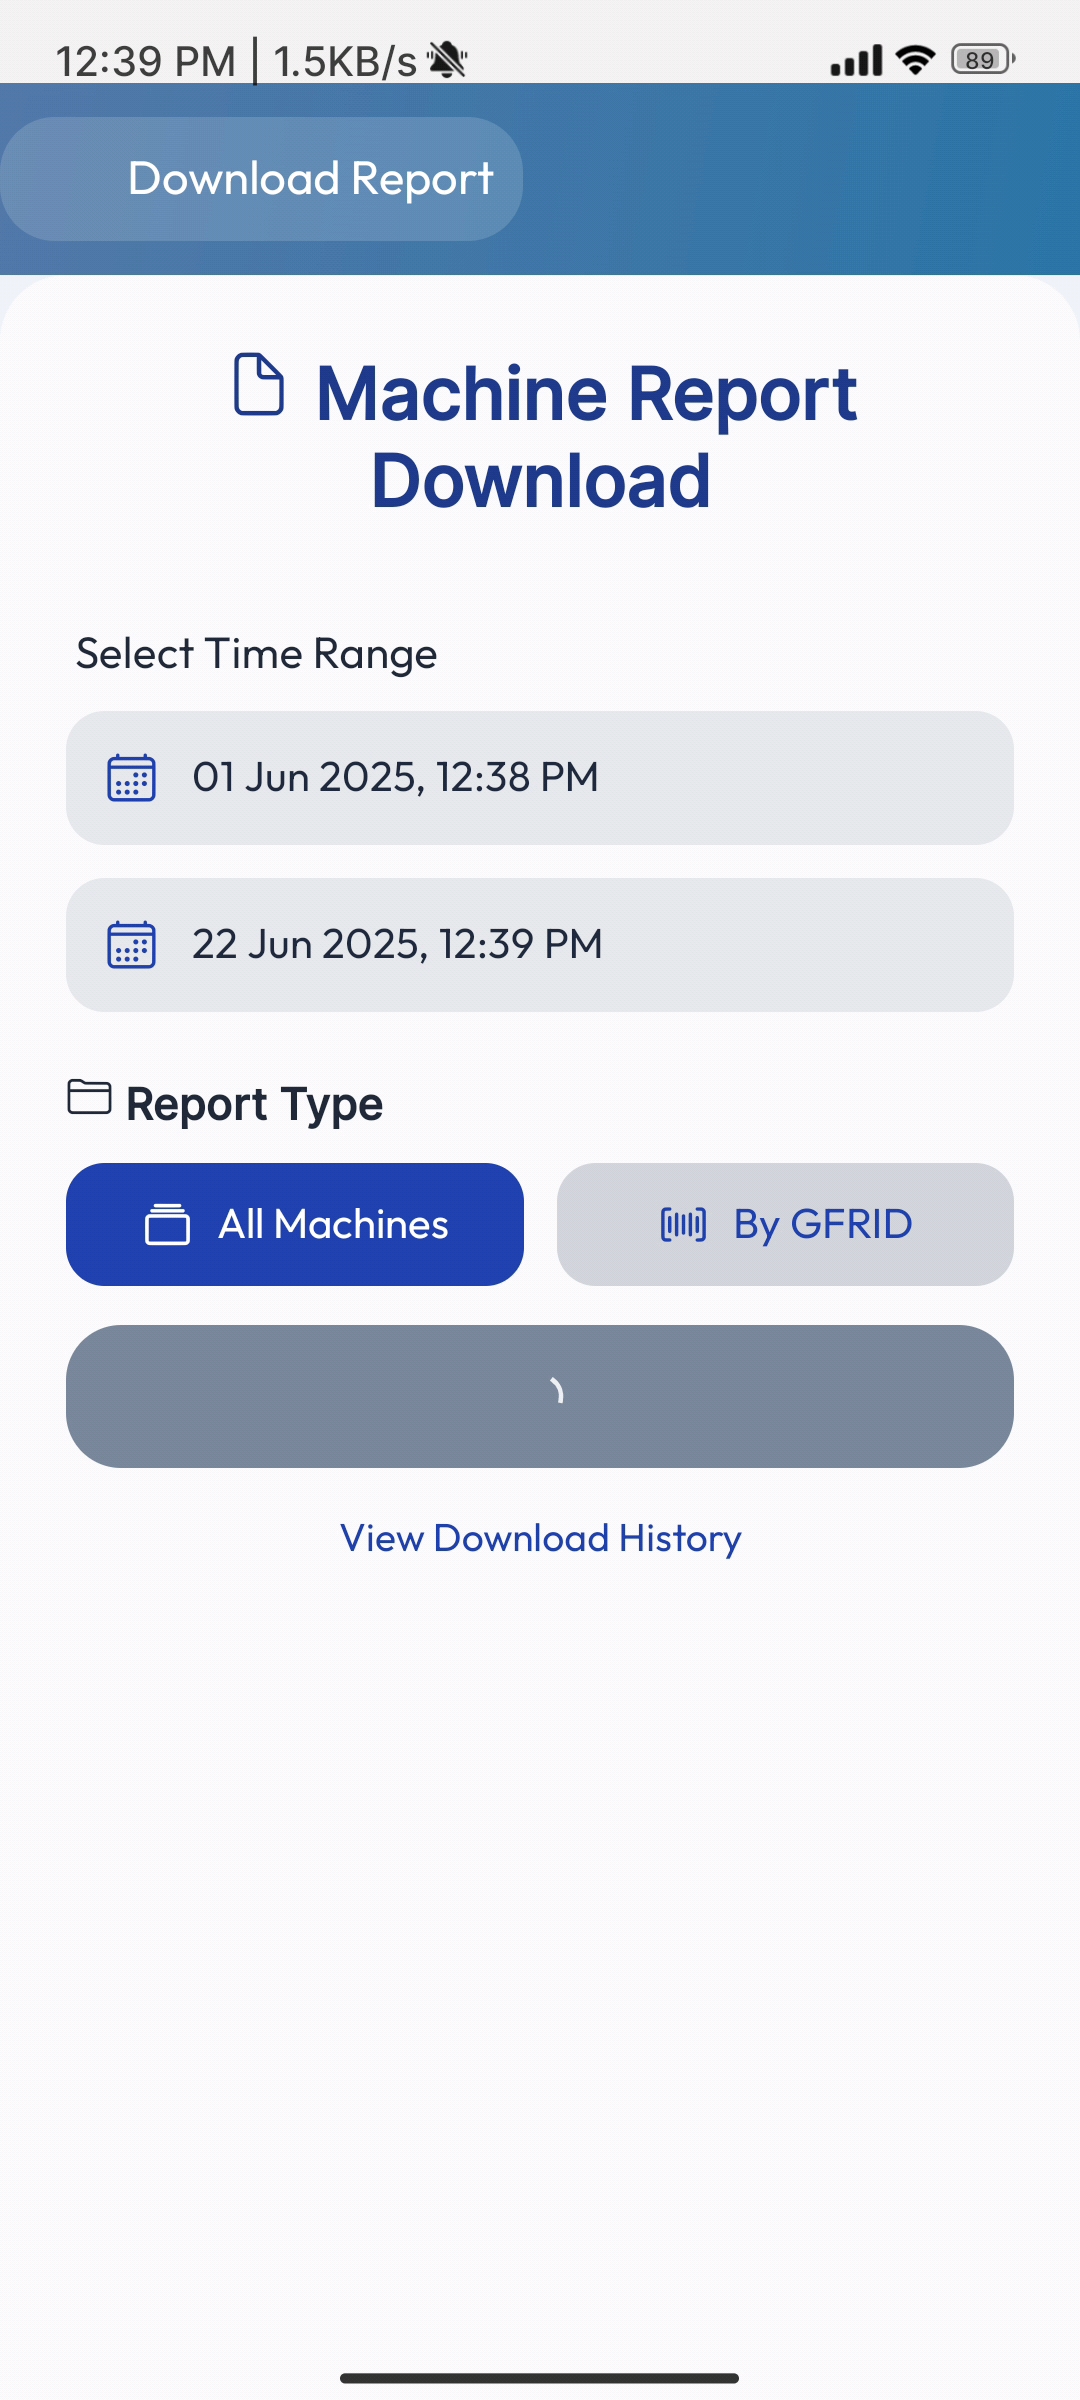 12:39 PM | 1.5KB/s
89
Download Report
Machine Report
Download
Select Time Range
01 Jun 2025, 12:38 PM
22 Jun 2025, 12:39 PM
Report Type
All Machines
By GFRID
View Download History